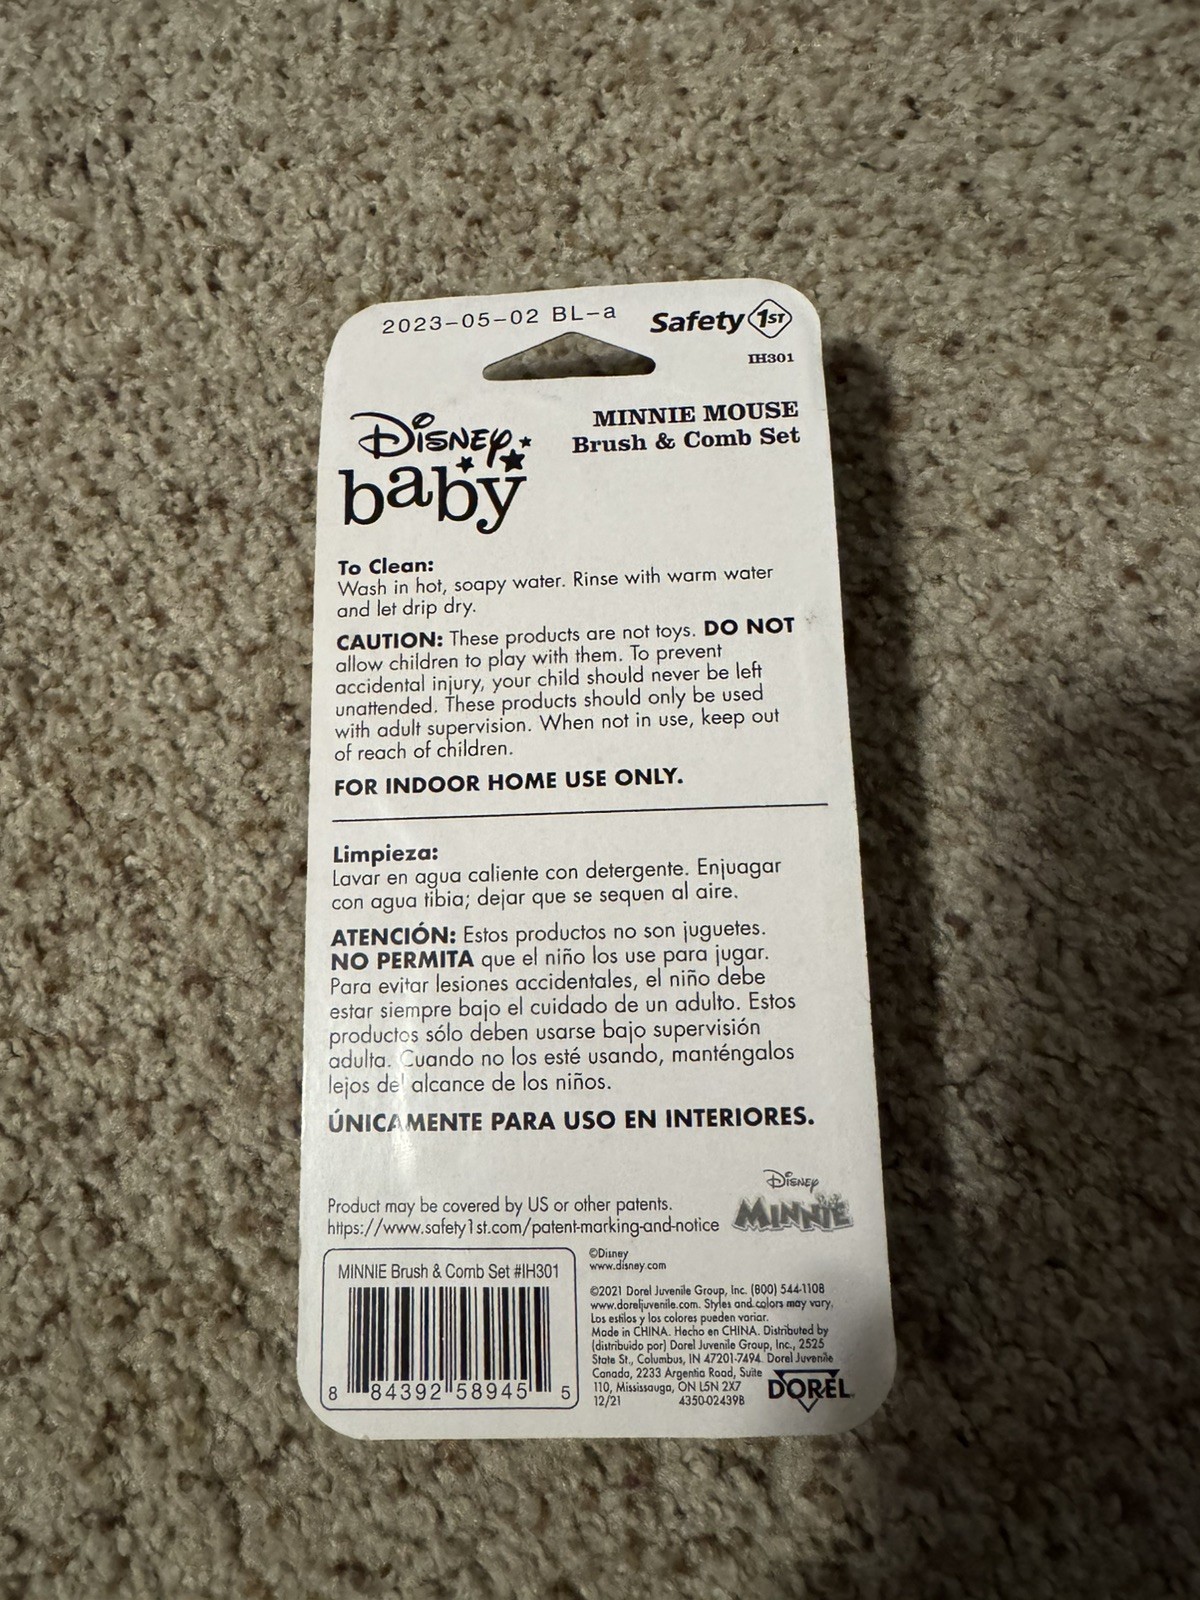 2023-05-02 BL-a
Safety 1ST
IH301
Disney
baby
MINNIE MOUSE
Brush & Comb Set
To Clean:
Wash in hot, soapy water. Rinse with warm water
and let drip dry.
CAUTION: These products are not toys. DO NOT
allow children to play with them. To prevent
accidental injury, your child should never be left
unattended. These products should only be used
with adult supervision. When not in use, keep out
of reach of children.
FOR INDOOR HOME USE ONLY.
Limpieza:
Lavar en agua caliente con detergente. Enjuagar
con agua tibia; dejar que se sequen al aire.
ATENCIÓN: Estos productos no son juguetes.
NO PERMITA que el niño los use para jugar.
Para evitar lesiones accidentales, el niño debe
estar siempre bajo el cuidado de un adulto. Estos
productos sólo deben usarse bajo supervisión
adulta. Cuando no los esté usando, manténgalos
lejos del alcance de los niños.
ÚNICAMENTE PARA USO EN INTERIORES.
Product may be covered by US or other patents.
https://www.safety1st.com/patent-marking-and-notice
Disney
MINNIE
MINNIE Brush & Comb Set #IH301
8 84392 58945 5
©Disney
www.disney.com
©2021 Dorel Juvenile Group, Inc. (800) 544-1108
www.doreljuvenile.com. Styles and colors may vary.
Los estilos y los colores pueden variar.
Made in CHINA. Hecho en CHINA. Distributed by
(distribuido por) Dorel Juvenile Group, Inc., 2525
State St., Columbus, IN 47201-7494. Dorel Juvenile
Canada, 2233 Argentia Road, Suite
110, Mississauga, ON L5N 2X7
12/21 4350-02439B
DOREL